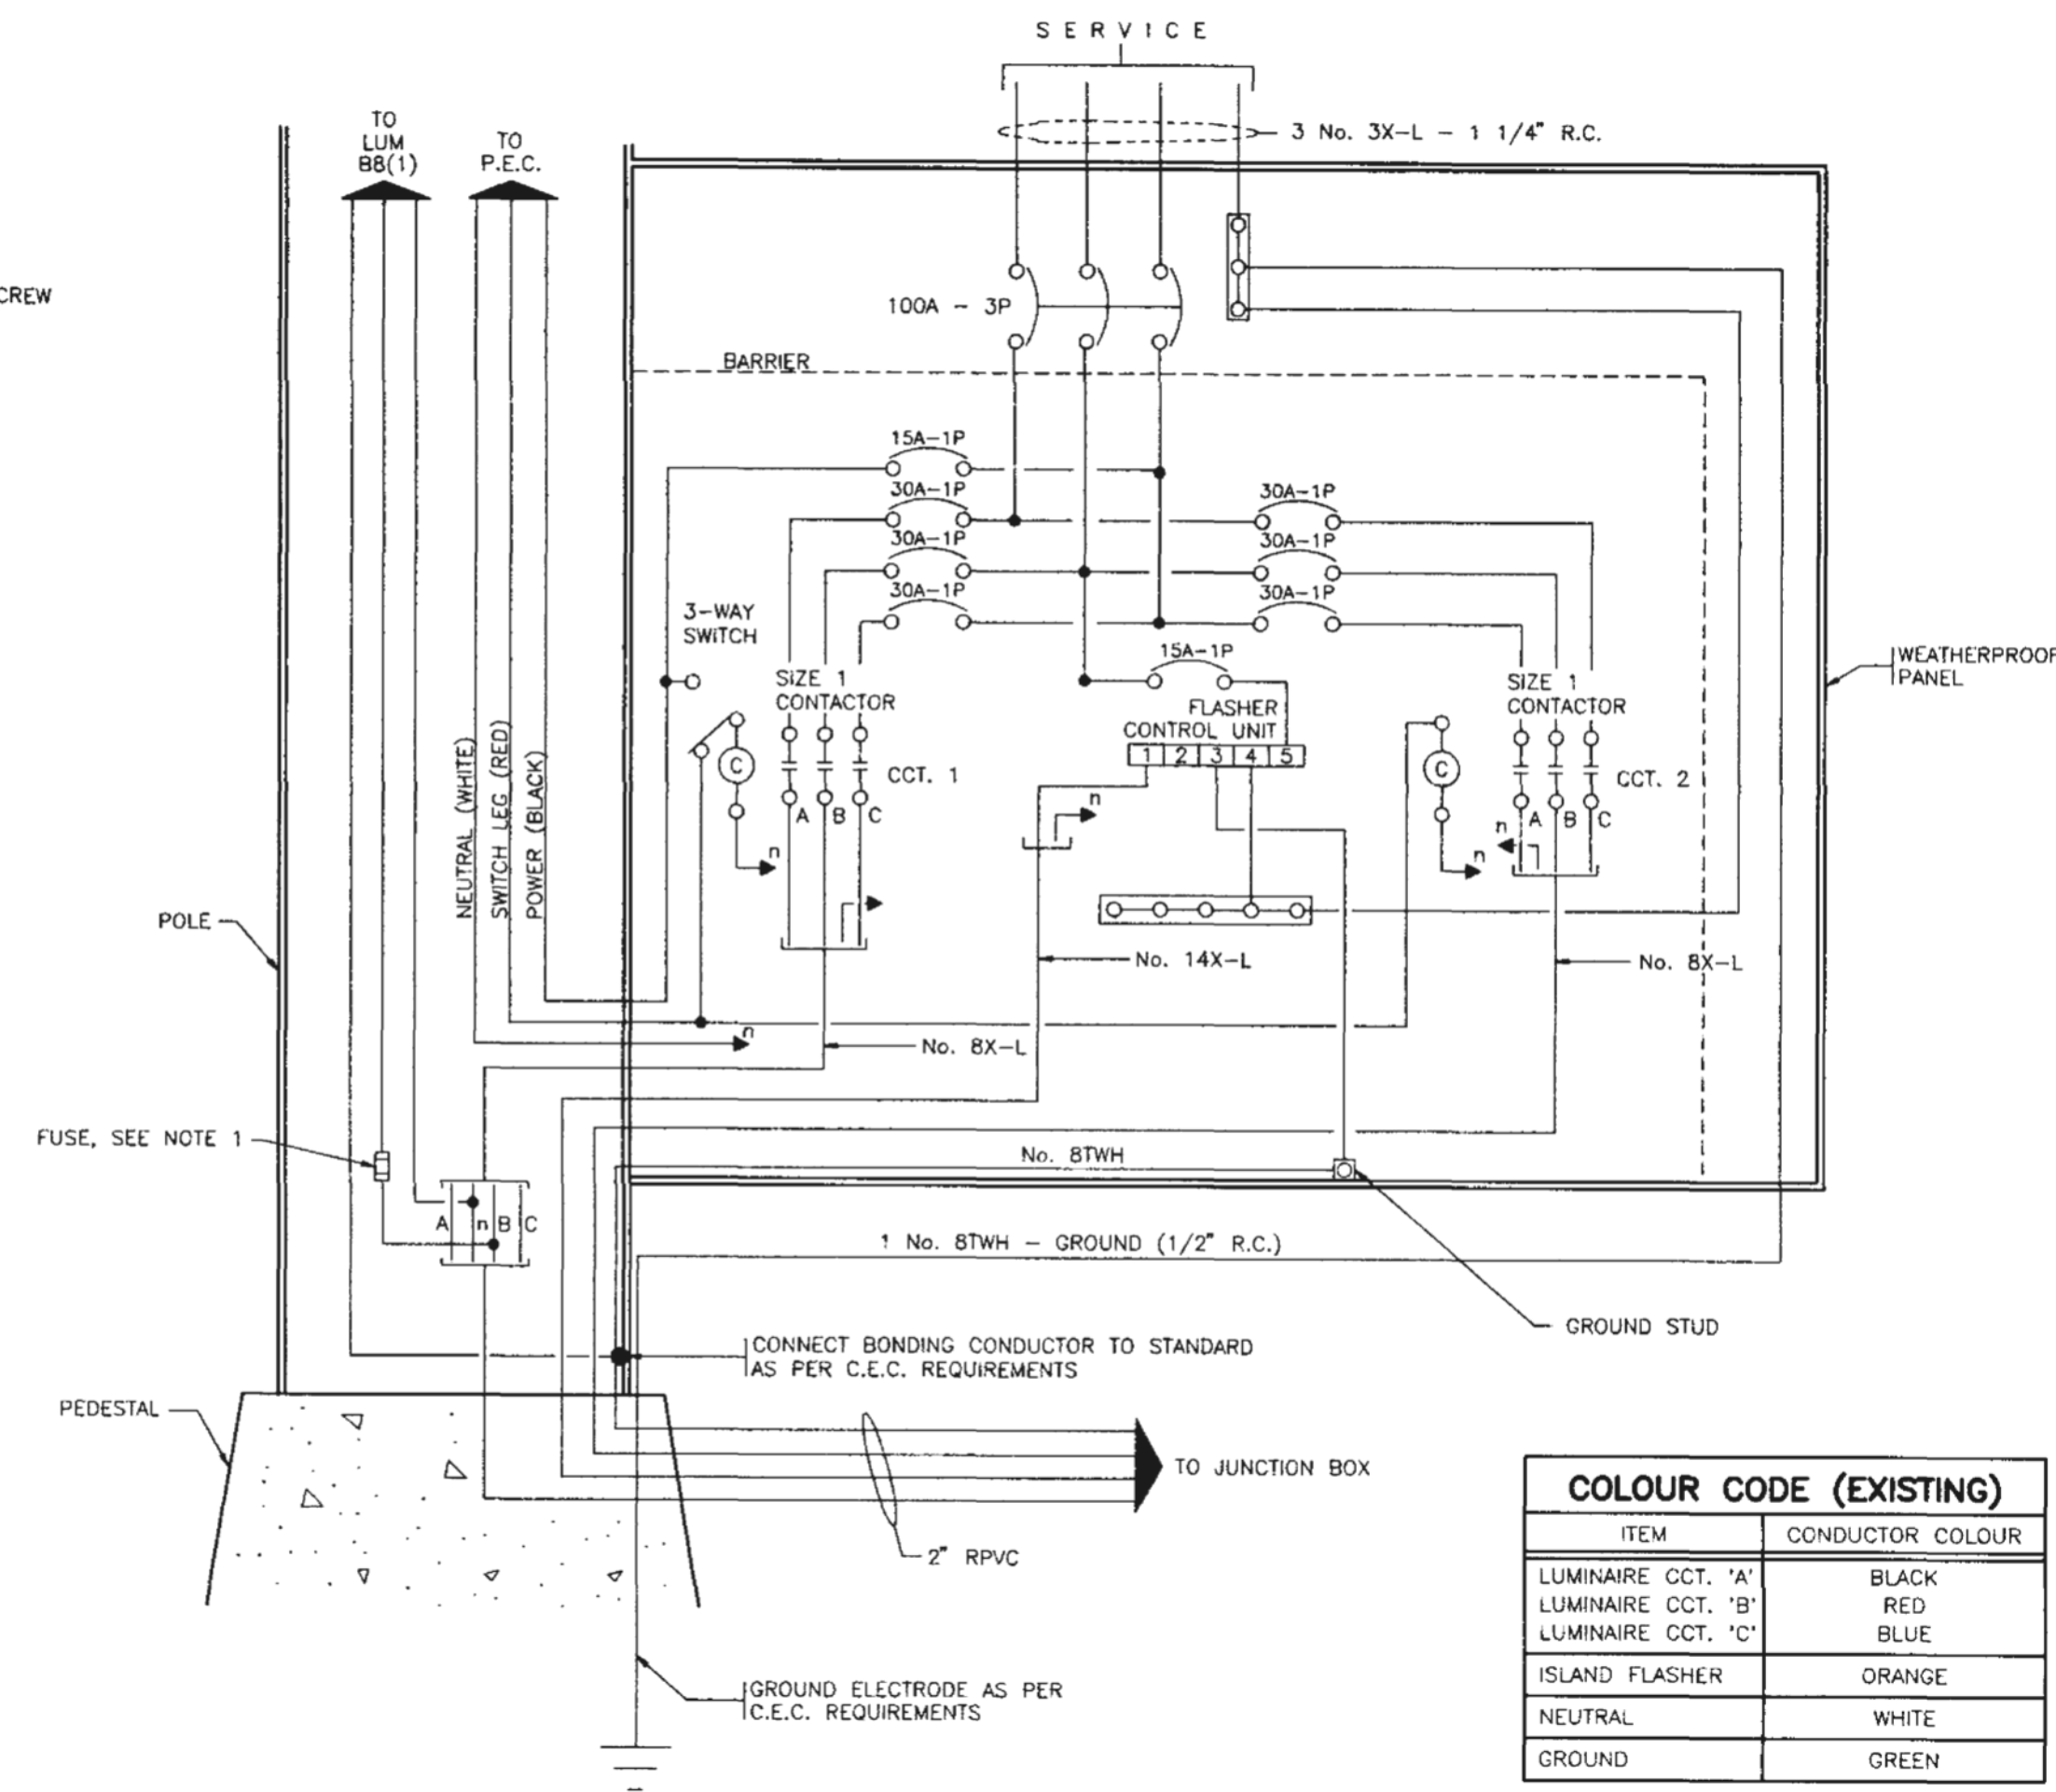 S E R V I C E
TO
LUM
B8(1)
TO
P.E.C.
3 No. 3X-L - 1 1/4" R.C.
CREW
100A - 3P
BARRIER
15A-1P
30A-1P
30A-1P
30A-1P
30A-1P
30A-1P
30A-1P
3-WAY
SWITCH
15A-1P
WEATHERPROOF
PANEL
SIZE 1
CONTACTOR
SIZE 1
CONTACTOR
FLASHER
CONTROL UNIT
1 2 3 4 5
NEUTRAL (WHITE)
SWITCH LEG (RED)
POWER (BLACK)
C
CCT. 1
C
CCT. 2
A B C
n
A B C
n
n
n
POLE
No. 14X-L
No. 8X-L
n
No. 8X-L
FUSE, SEE NOTE 1
No. 8TWH
A n B C
1 No. 8TWH - GROUND (1/2" R.C.)
GROUND STUD
CONNECT BONDING CONDUCTOR TO STANDARD
AS PER C.E.C. REQUIREMENTS
PEDESTAL
TO JUNCTION BOX
2" RPVC
GROUND ELECTRODE AS PER
C.E.C. REQUIREMENTS
COLOUR CODE (EXISTING)
ITEM CONDUCTOR COLOUR
LUMINAIRE CCT. 'A' BLACK
LUMINAIRE CCT. 'B' RED
LUMINAIRE CCT. 'C' BLUE
ISLAND FLASHER ORANGE
NEUTRAL WHITE
GROUND GREEN